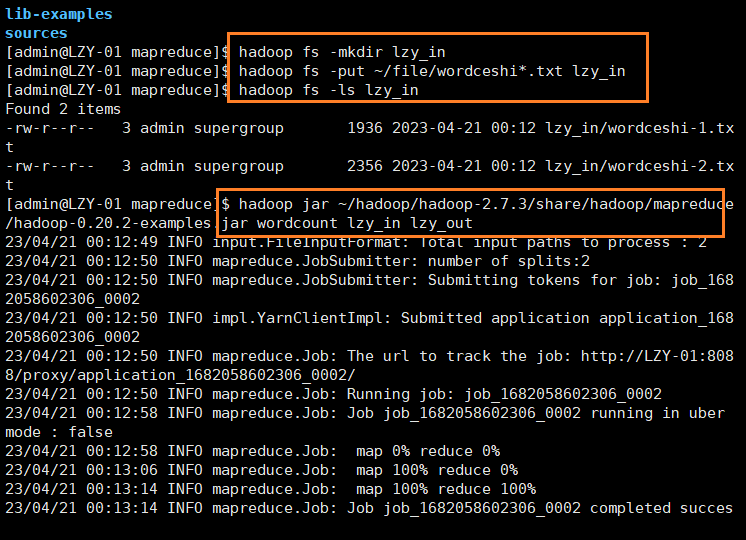 lib-examples
sources
[admin@LZY-01 mapreduce]$ hadoop fs -mkdir lzy_in
[admin@LZY-01 mapreduce]$ hadoop fs -put ~/file/wordceshi*.txt lzy_in
[admin@LZY-01 mapreduce]$ hadoop fs -ls lzy_in
Found 2 items
-rw-r--r--   3 admin supergroup       1936 2023-04-21 00:12 lzy_in/wordceshi-1.tx
t
-rw-r--r--   3 admin supergroup       2356 2023-04-21 00:12 lzy_in/wordceshi-2.tx
t
[admin@LZY-01 mapreduce]$ hadoop jar ~/hadoop/hadoop-2.7.3/share/hadoop/mapreduce
/hadoop-0.20.2-examples.jar wordcount lzy_in lzy_out
23/04/21 00:12:49 INFO input.FileInputFormat: Total input paths to process : 2
23/04/21 00:12:50 INFO mapreduce.JobSubmitter: number of splits:2
23/04/21 00:12:50 INFO mapreduce.JobSubmitter: Submitting tokens for job: job_168
2058602306_0002
23/04/21 00:12:50 INFO impl.YarnClientImpl: Submitted application application_168
2058602306_0002
23/04/21 00:12:50 INFO mapreduce.Job: The url to track the job: http://LZY-01:808
8/proxy/application_1682058602306_0002/
23/04/21 00:12:50 INFO mapreduce.Job: Running job: job_1682058602306_0002
23/04/21 00:12:58 INFO mapreduce.Job: Job job_1682058602306_0002 running in uber
mode : false
23/04/21 00:12:58 INFO mapreduce.Job:  map 0% reduce 0%
23/04/21 00:13:06 INFO mapreduce.Job:  map 100% reduce 0%
23/04/21 00:13:14 INFO mapreduce.Job:  map 100% reduce 100%
23/04/21 00:13:14 INFO mapreduce.Job: Job job_1682058602306_0002 completed succes